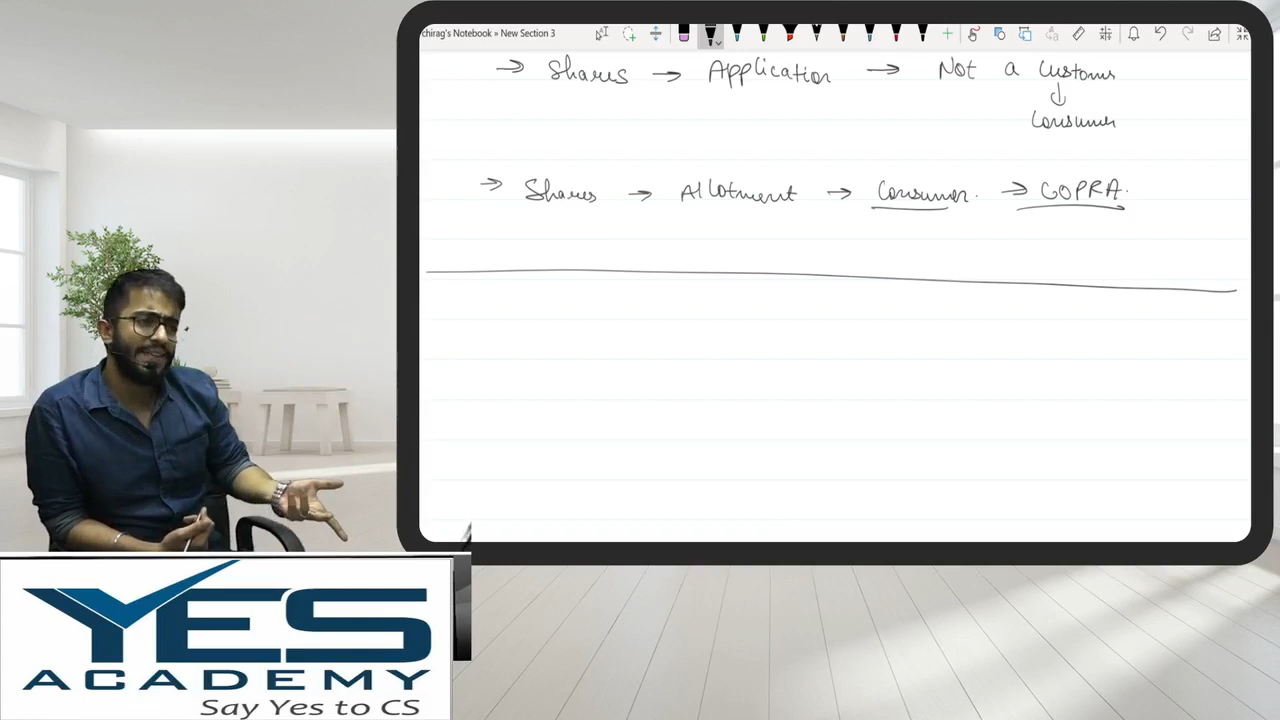 chirag's Notebook » New Section 3
→ Shares → Application → Not a Customer
↓
Consumer
→ Shares → Allotment → Consumer. → COPRA.
YES
ACADEMY
Say Yes to CS